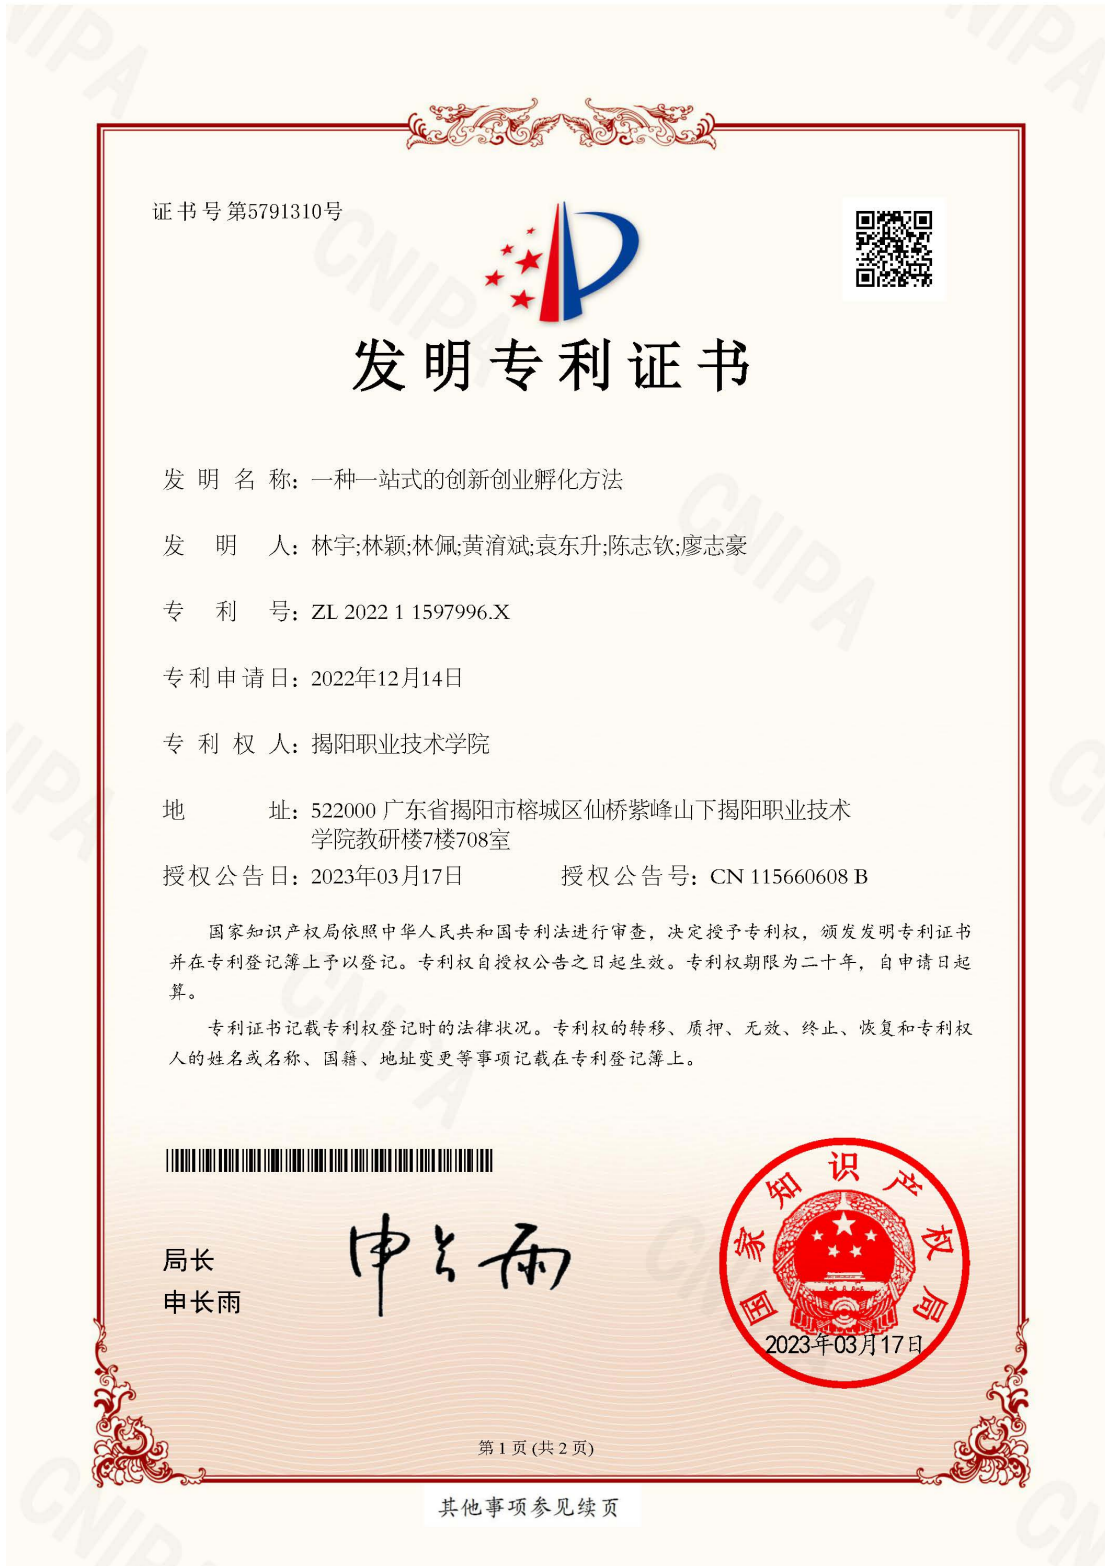 证书号第5791310号
发明专利证书
发明名称：一种一站式的创新创业孵化方法
发明人：林宇;林颖;林佩;黄淯斌;袁东升;陈志钦;廖志豪
专利号：ZL 2022 1 1597996.X
专利申请日：2022年12月14日
专利权人：揭阳职业技术学院
地址：522000 广东省揭阳市榕城区仙桥紫峰山下揭阳职业技术
学院教研楼7楼708室
授权公告日：2023年03月17日 授权公告号：CN 115660608 B
国家知识产权局依照中华人民共和国专利法进行审查，决定授予专利权，颁发发明专利证书
并在专利登记簿上予以登记。专利权自授权公告之日起生效。专利权期限为二十年，自申请日起
算。
专利证书记载专利权登记时的法律状况。专利权的转移、质押、无效、终止、恢复和专利权
人的姓名或名称、国籍、地址变更等事项记载在专利登记簿上。
局长
申长雨
申长雨
国家知识产权局
2023年03月17日
第 1 页 (共 2 页)
其他事项参见续页
CNIPA
CNIPA
CNIPA
CNIPA
CNIPA
CNIPA
CNIPA
CNIPA